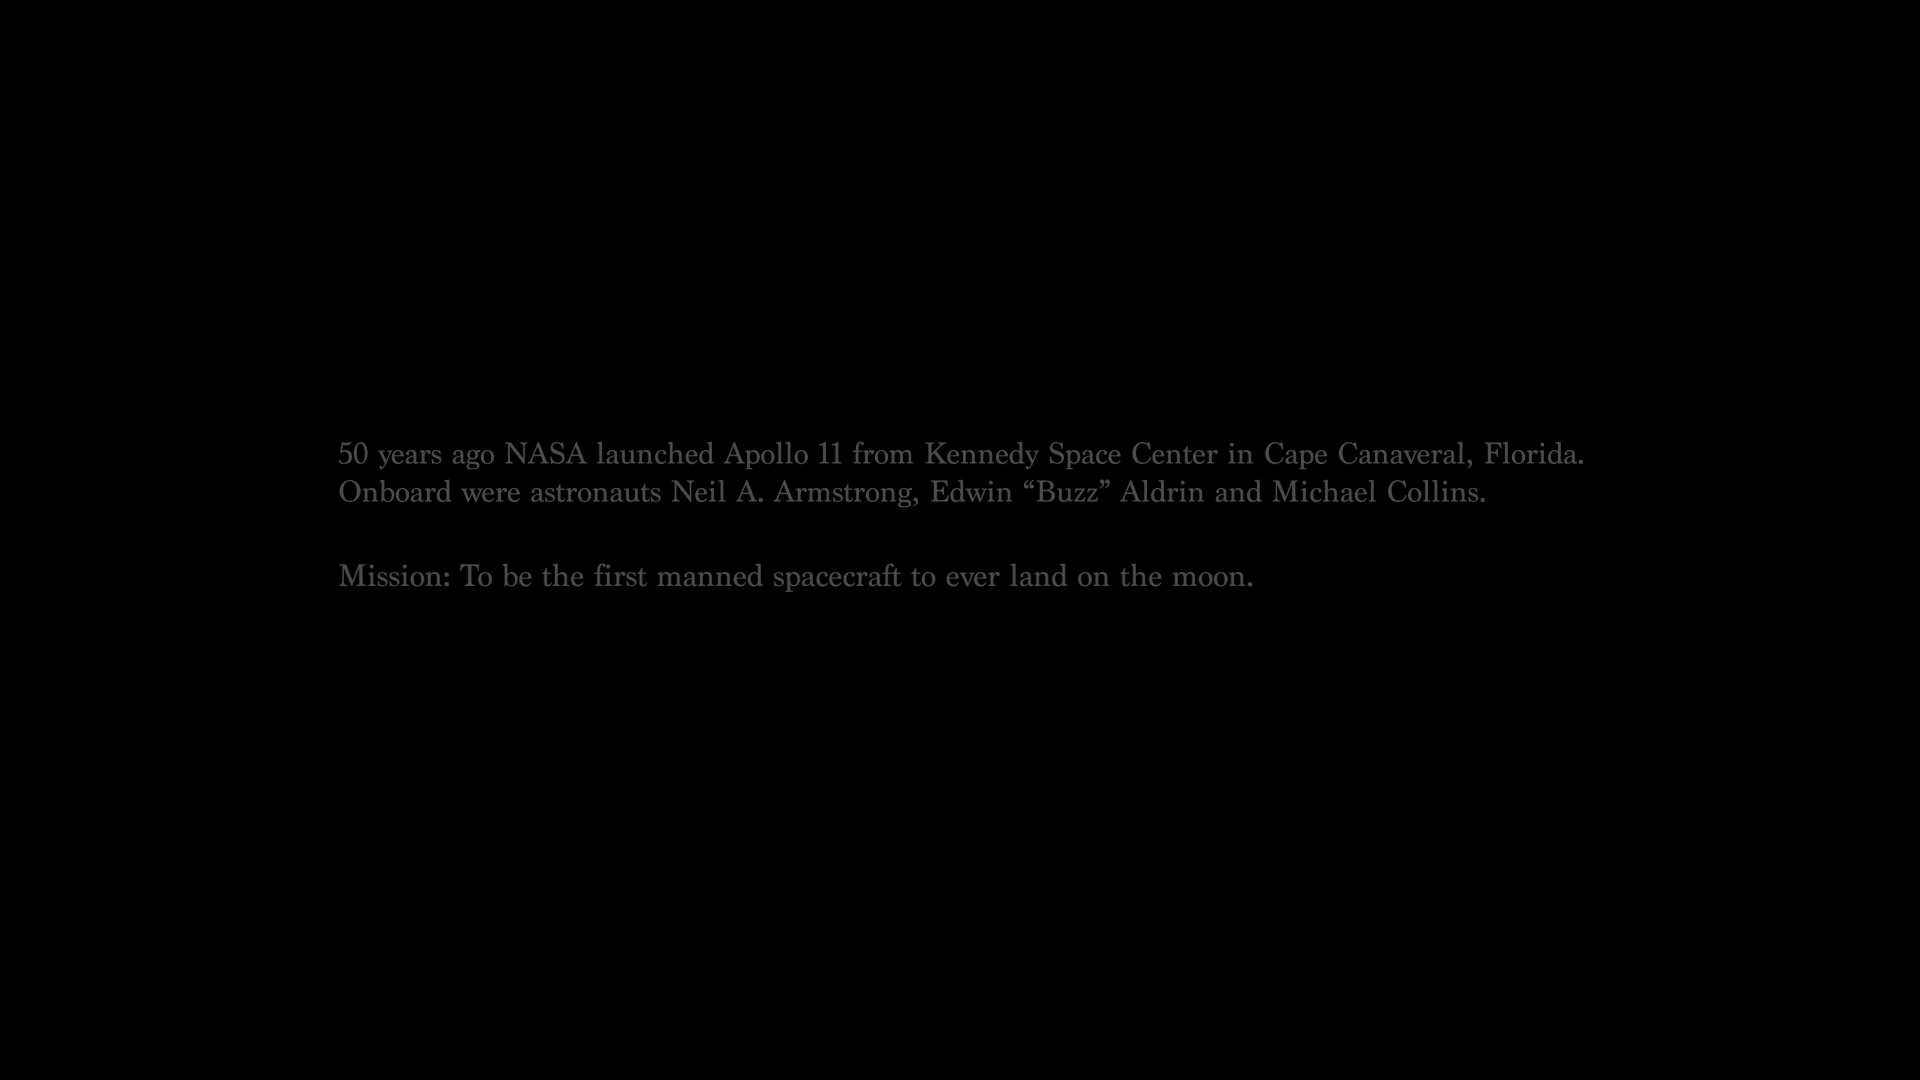 50 years ago NASA launched Apollo 11 from Kennedy Space Center in Cape Canaveral, Florida.
Onboard were astronauts Neil A. Armstrong, Edwin “Buzz” Aldrin and Michael Collins.
Mission: To be the first manned spacecraft to ever land on the moon.